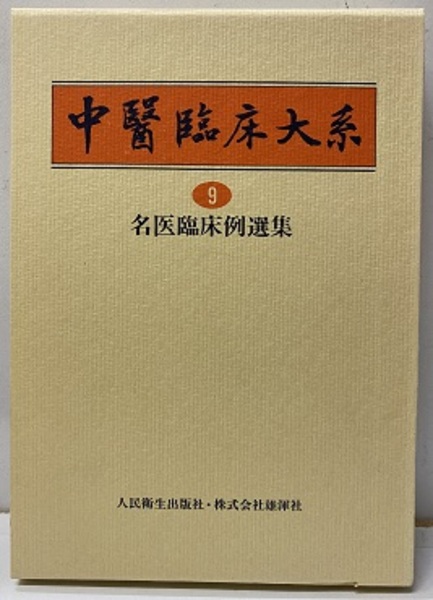 中醫臨床大系
9
名医臨床例選集
人民衛生出版社・株式会社雄渾社